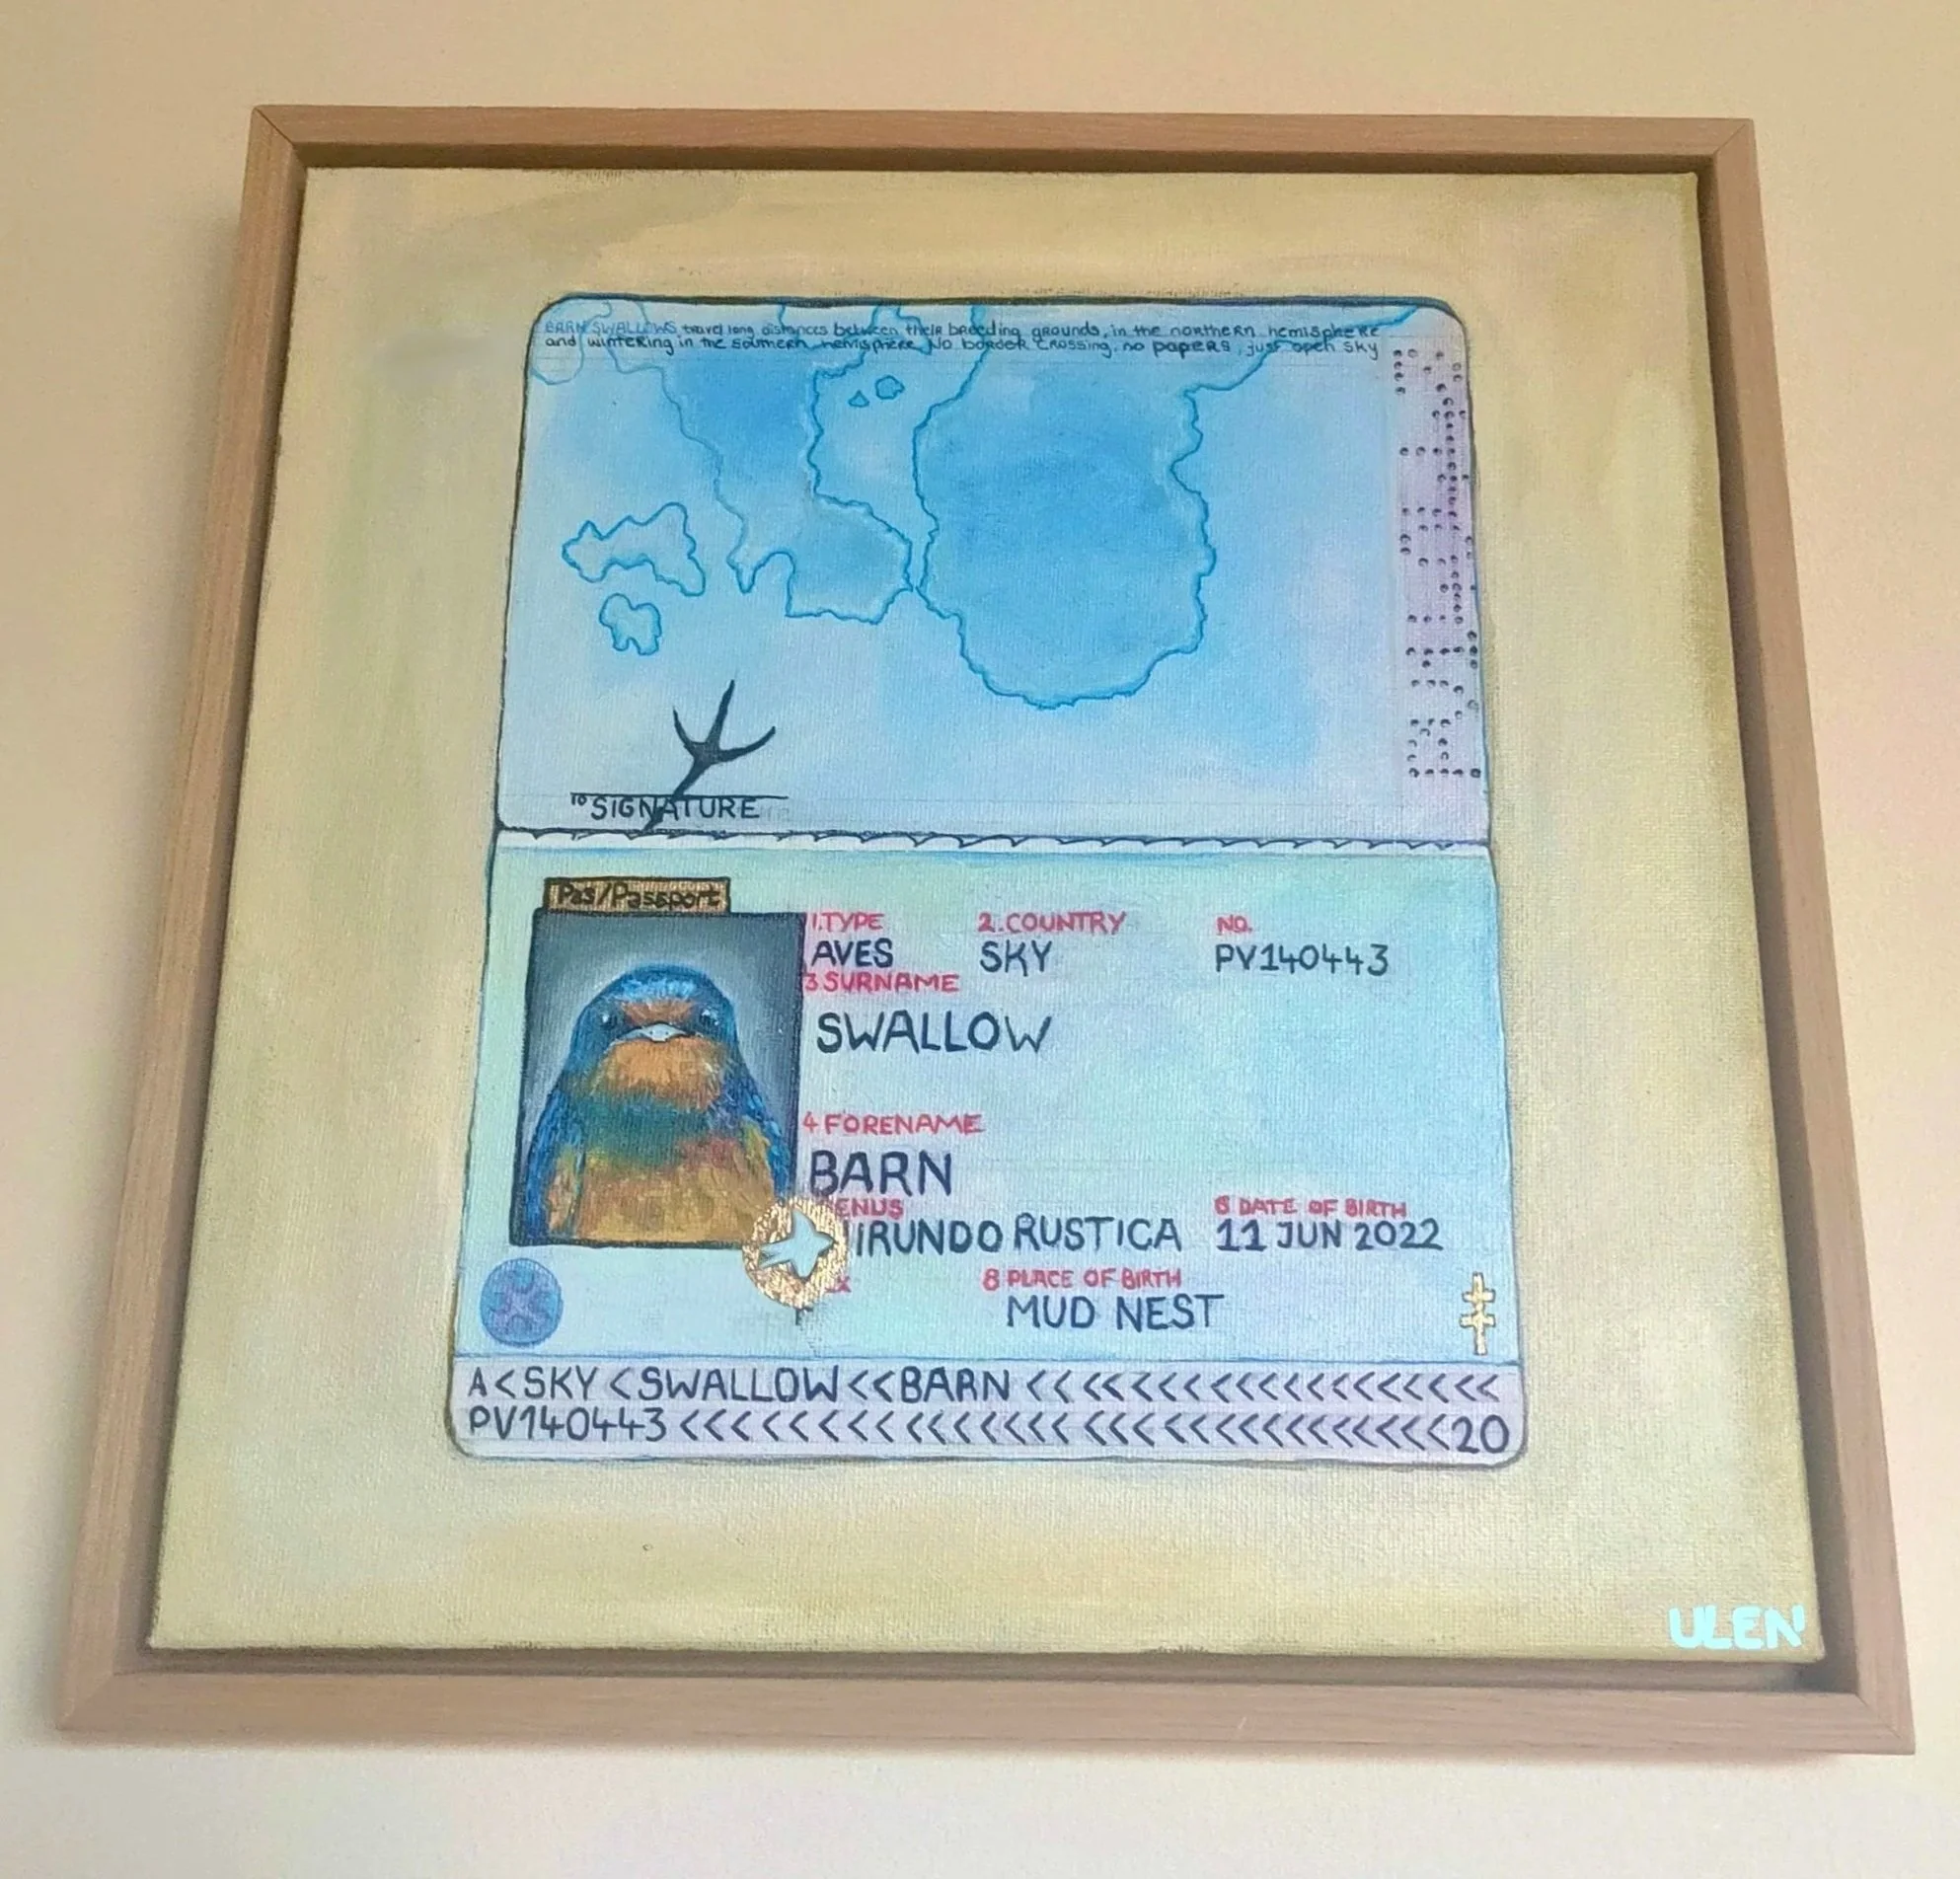 BARN SWALLOWS travel long distances between their breeding grounds, in the northern hemisphere
and wintering in the southern hemisphere No border crossing, no papers, just open sky
10 SIGNATURE
Pas/Passport
1.TYPE 2.COUNTRY NO.
AVES SKY PV140443
3 SURNAME
SWALLOW
4 FORENAME
BARN
ENUS 6 DATE OF BIRTH
IRUNDO RUSTICA 11 JUN 2022
X 8 PLACE OF BIRTH
F MUD NEST
A<SKY<SWALLOW<<BARN<<<<<<<<<<<<<<<<<<<
PV140443<<<<<<<<<<<<<<<<<<<<<<<<<<<<<20
ULEN